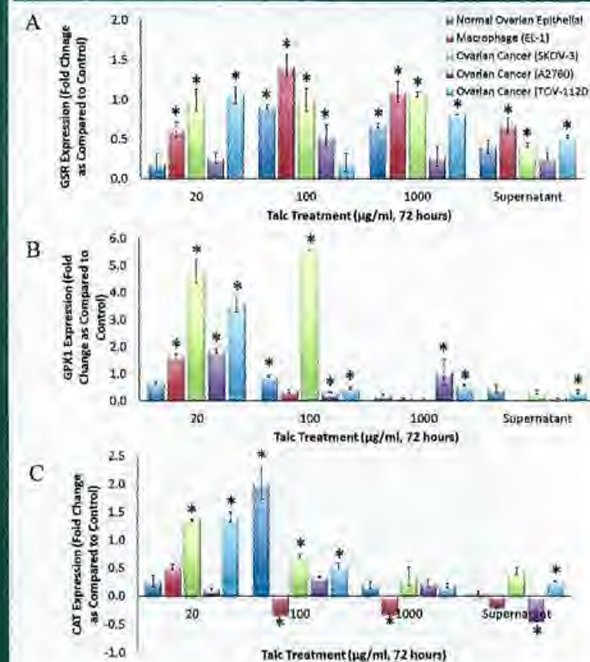 A
GSR Expression (Fold Chnage
as Compared to Control)
2.0
1.5
1.0
0.5
0.0
Normal Ovarian Epithelial
Macrophage (EL-1)
Ovarian Cancer (SKOV-3)
Ovarian Cancer (A2760)
Ovarian Cancer (TOV-112D)
* * * * * * * * * * * * * * *
20 100 1000 Supernatant
Talc Treatment (µg/ml, 72 hours)
B
GPX1 Expression (Fold
Change as Compared to
Control)
6.0
5.0
4.0
3.0
2.0
1.0
0.0
* * * * * * * * * * *
20 100 1000 Supernatant
Talc Treatment (µg/ml, 72 hours)
C
CAT Expression (Fold Change
as Compared to Control)
2.5
2.0
1.5
1.0
0.5
0.0
-0.5
-1.0
* * * * * * * * *
20 100 1000 Supernatant
Talc Treatment (µg/ml, 72 hours)